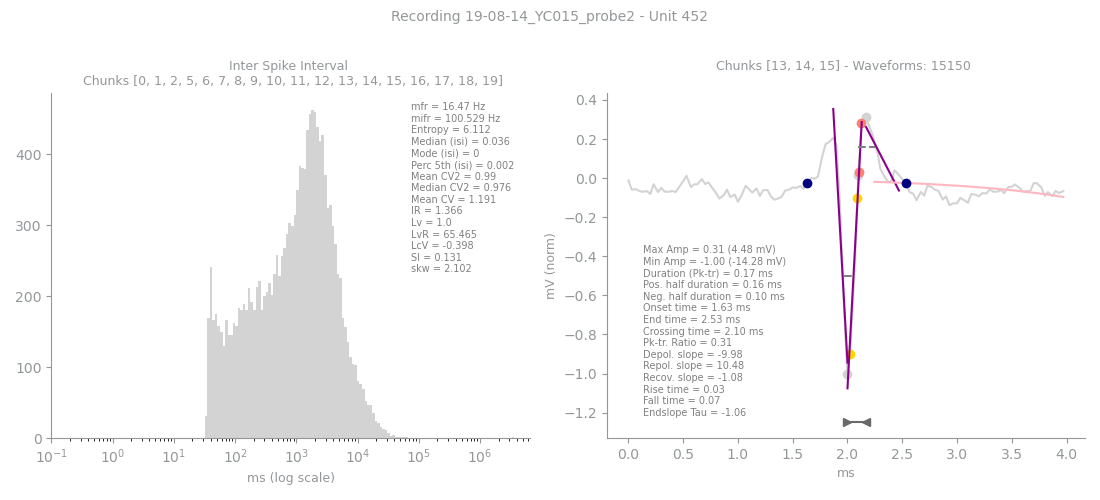 Recording 19-08-14_YC015_probe2 - Unit 452
Inter Spike Interval
Chunks [0, 1, 2, 5, 6, 7, 8, 9, 10, 11, 12, 13, 14, 15, 16, 17, 18, 19]
mfr = 16.47 Hz
mifr = 100.529 Hz
Entropy = 6.112
Median (isi) = 0.036
Mode (isi) = 0
Perc 5th (isi) = 0.002
Mean CV2 = 0.99
Median CV2 = 0.976
Mean CV = 1.191
IR = 1.366
Lv = 1.0
LvR = 65.465
LcV = -0.398
SI = 0.131
skw = 2.102
400
300
200
100
0
10⁻¹ 10⁰ 10¹ 10² 10³ 10⁴ 10⁵ 10⁶
ms (log scale)
Chunks [13, 14, 15] - Waveforms: 15150
0.4
0.2
0.0
−0.2
−0.4
−0.6
−0.8
−1.0
−1.2
mV (norm)
Max Amp = 0.31 (4.48 mV)
Min Amp = -1.00 (-14.28 mV)
Duration (Pk-tr) = 0.17 ms
Pos. half duration = 0.16 ms
Neg. half duration = 0.10 ms
Onset time = 1.63 ms
End time = 2.53 ms
Crossing time = 2.10 ms
Pk-tr. Ratio = 0.31
Depol. slope = -9.98
Repol. slope = 10.48
Recov. slope = -1.08
Rise time = 0.03
Fall time = 0.07
Endslope Tau = -1.06
0.0 0.5 1.0 1.5 2.0 2.5 3.0 3.5 4.0
ms